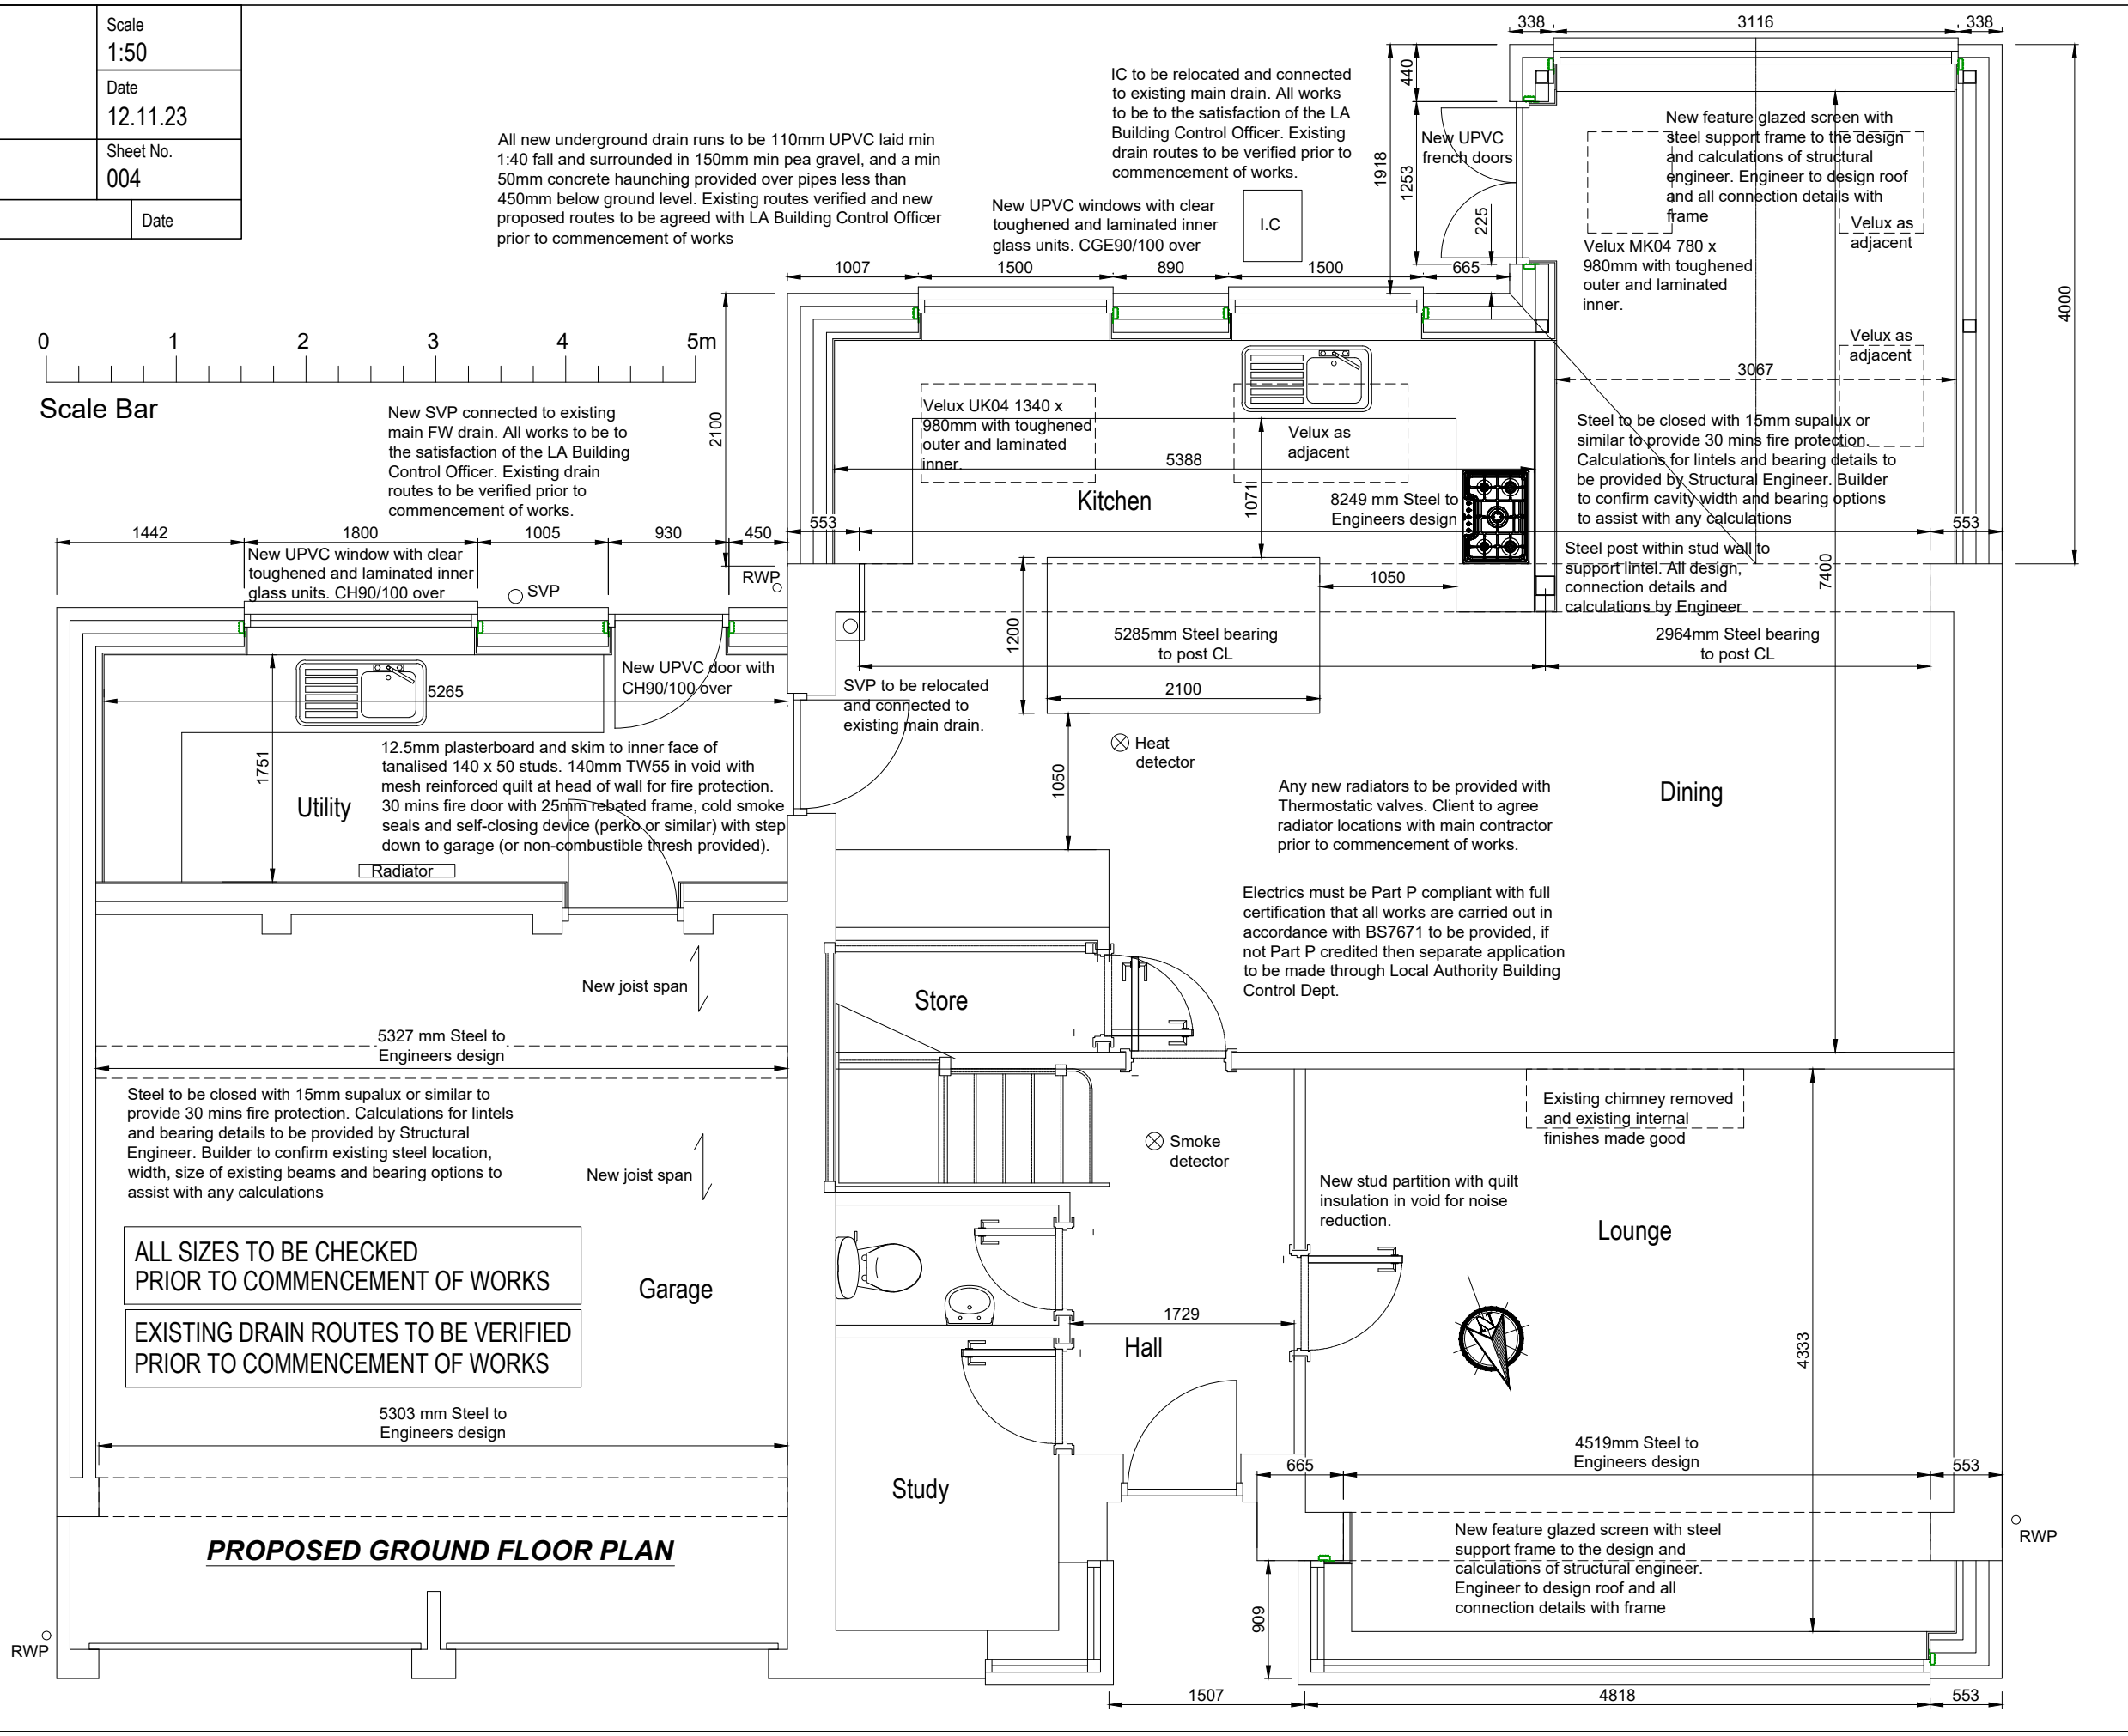 Scale
1:50
Date
12.11.23
Sheet No.
004
Date
All new underground drain runs to be 110mm UPVC laid min
1:40 fall and surrounded in 150mm min pea gravel, and a min
50mm concrete haunching provided over pipes less than
450mm below ground level. Existing routes verified and new
proposed routes to be agreed with LA Building Control Officer
prior to commencement of works
IC to be relocated and connected
to existing main drain. All works
to be to the satisfaction of the LA
Building Control Officer. Existing
drain routes to be verified prior to
commencement of works.
New UPVC windows with clear
toughened and laminated inner
glass units. CGE90/100 over
I.C
338
3116
338
440
1918
1253
225
New UPVC
french doors
New feature glazed screen with
steel support frame to the design
and calculations of structural
engineer. Engineer to design roof
and all connection details with
frame
Velux as
adjacent
Velux MK04 780 x
980mm with toughened
outer and laminated
inner.
4000
1007
1500
890
1500
665
0
1
2
3
4
5m
Scale Bar
2100
Velux as
adjacent
3067
New SVP connected to existing
main FW drain. All works to be to
the satisfaction of the LA Building
Control Officer. Existing drain
routes to be verified prior to
commencement of works.
Velux UK04 1340 x
980mm with toughened
outer and laminated
inner.
Velux as
adjacent
5388
Kitchen
1071
8249 mm Steel to
Engineers design
Steel to be closed with 15mm supalux or
similar to provide 30 mins fire protection.
Calculations for lintels and bearing details to
be provided by Structural Engineer. Builder
to confirm cavity width and bearing options
to assist with any calculations
553
553
Steel post within stud wall to
support lintel. All design,
connection details and
calculations by Engineer
7400
1442
1800
1005
930
450
New UPVC window with clear
toughened and laminated inner
glass units. CH90/100 over
SVP
RWP
1050
1200
5285mm Steel bearing
to post CL
2964mm Steel bearing
to post CL
2100
New UPVC door with
CH90/100 over
5265
SVP to be relocated
and connected to
existing main drain.
1751
Utility
12.5mm plasterboard and skim to inner face of
tanalised 140 x 50 studs. 140mm TW55 in void with
mesh reinforced quilt at head of wall for fire protection.
30 mins fire door with 25mm rebated frame, cold smoke
seals and self-closing device (perko or similar) with step
down to garage (or non-combustible thresh provided).
Radiator
Heat
detector
1050
Dining
Any new radiators to be provided with
Thermostatic valves. Client to agree
radiator locations with main contractor
prior to commencement of works.
Electrics must be Part P compliant with full
certification that all works are carried out in
accordance with BS7671 to be provided, if
not Part P credited then separate application
to be made through Local Authority Building
Control Dept.
New joist span
Store
5327 mm Steel to
Engineers design
Steel to be closed with 15mm supalux or similar to
provide 30 mins fire protection. Calculations for lintels
and bearing details to be provided by Structural
Engineer. Builder to confirm existing steel location,
width, size of existing beams and bearing options to
assist with any calculations
New joist span
Existing chimney removed
and existing internal
finishes made good
Smoke
detector
New stud partition with quilt
insulation in void for noise
reduction.
Lounge
ALL SIZES TO BE CHECKED
PRIOR TO COMMENCEMENT OF WORKS
Garage
EXISTING DRAIN ROUTES TO BE VERIFIED
PRIOR TO COMMENCEMENT OF WORKS
1729
Hall
4333
5303 mm Steel to
Engineers design
4519mm Steel to
Engineers design
665
553
Study
New feature glazed screen with steel
support frame to the design and
calculations of structural engineer.
Engineer to design roof and all
connection details with frame
RWP
PROPOSED GROUND FLOOR PLAN
909
RWP
1507
4818
553